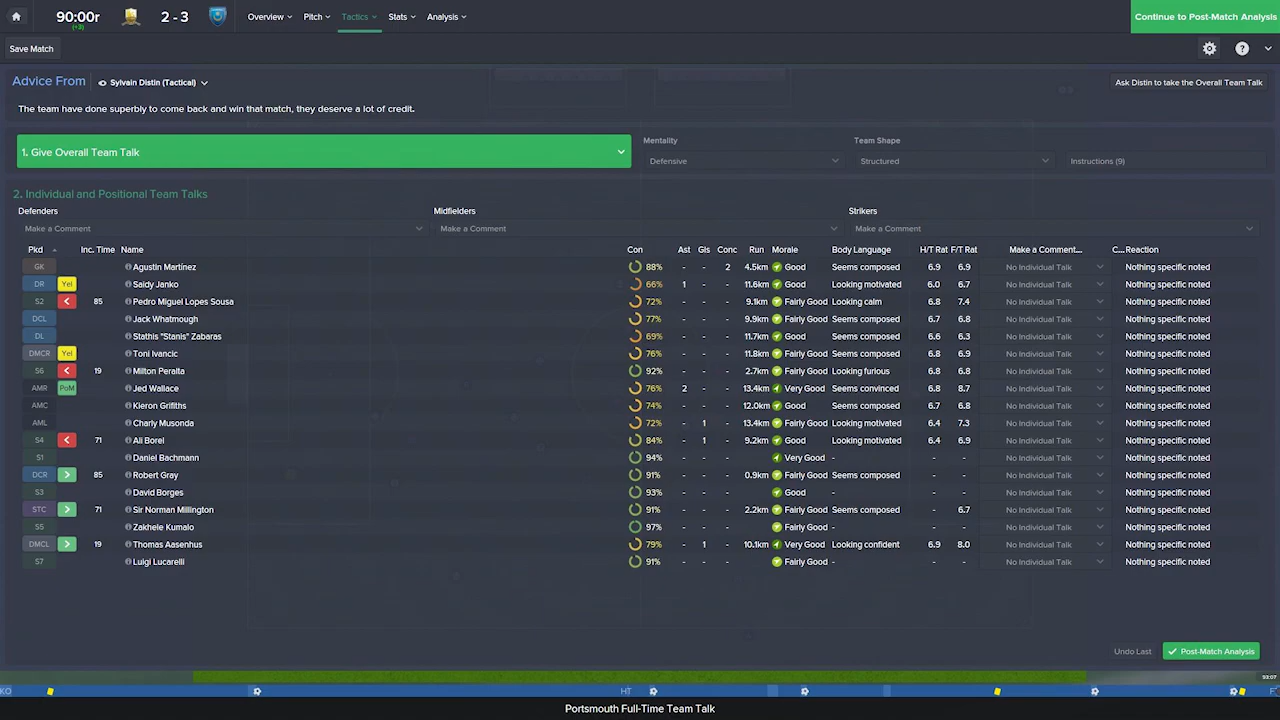 90:00r 2 - 3 Overview Pitch Tactics Stats Analysis Continue to Post-Match Analysis
(+3)
Save Match
Advice From Sylvain Distin (Tactical) Ask Distin to take the Overall Team Talk
The team have done superbly to come back and win that match, they deserve a lot of credit.
Mentality Team Shape
1. Give Overall Team Talk Defensive Structured Instructions (9)
2. Individual and Positional Team Talks
Defenders Midfielders Strikers
Make a Comment Make a Comment Make a Comment
Pkd Inc. Time Name Con Ast Gls Conc Run Morale Body Language H/T Rat F/T Rat Make a Comment... C... Reaction
GK Agustin Martínez 88% - - 2 4.5km Good Seems composed 6.9 6.9 No Individual Talk Nothing specific noted
DR Yel Saidy Janko 66% 1 - - 11.6km Good Looking motivated 6.0 6.7 No Individual Talk Nothing specific noted
S2 85 Pedro Miguel Lopes Sousa 72% - - - 9.1km Fairly Good Looking calm 6.8 7.4 No Individual Talk Nothing specific noted
DCL Jack Whatmough 77% - - - 9.9km Fairly Good Seems composed 6.7 6.8 No Individual Talk Nothing specific noted
DL Stathis "Stanis" Zabaras 69% - - - 11.7km Good Seems composed 6.6 6.3 No Individual Talk Nothing specific noted
DMCR Yel Toni Ivancic 76% - - - 11.8km Fairly Good Seems composed 6.8 6.9 No Individual Talk Nothing specific noted
S6 19 Milton Peralta 92% - - - 2.7km Fairly Good Looking furious 6.8 6.8 No Individual Talk Nothing specific noted
AMR PoM Jed Wallace 76% 2 - - 13.4km Very Good Seems convinced 6.8 8.7 No Individual Talk Nothing specific noted
AMC Kieron Griffiths 74% - - - 12.0km Good Seems composed 6.7 6.8 No Individual Talk Nothing specific noted
AML Charly Musonda 72% - 1 - 13.4km Fairly Good Looking motivated 6.4 7.3 No Individual Talk Nothing specific noted
S4 71 Ali Borel 84% - 1 - 9.2km Good Looking motivated 6.4 6.9 No Individual Talk Nothing specific noted
S1 Daniel Bachmann 94% Very Good - - - No Individual Talk Nothing specific noted
DCR 85 Robert Gray 91% - - - 0.9km Fairly Good Seems composed - - No Individual Talk Nothing specific noted
S3 David Borges 93% Good - - - No Individual Talk Nothing specific noted
STC 71 Sir Norman Millington 91% - - - 2.2km Fairly Good Seems composed - 6.7 No Individual Talk Nothing specific noted
S5 Zakhele Kumalo 97% Fairly Good - - - No Individual Talk Nothing specific noted
DMCL 19 Thomas Aasenhus 79% - 1 - 10.1km Very Good Looking confident 6.9 8.0 No Individual Talk Nothing specific noted
S7 Luigi Lucarelli 91% Fairly Good - - - No Individual Talk Nothing specific noted
Undo Last Post-Match Analysis
93:07
KO HT
Portsmouth Full-Time Team Talk